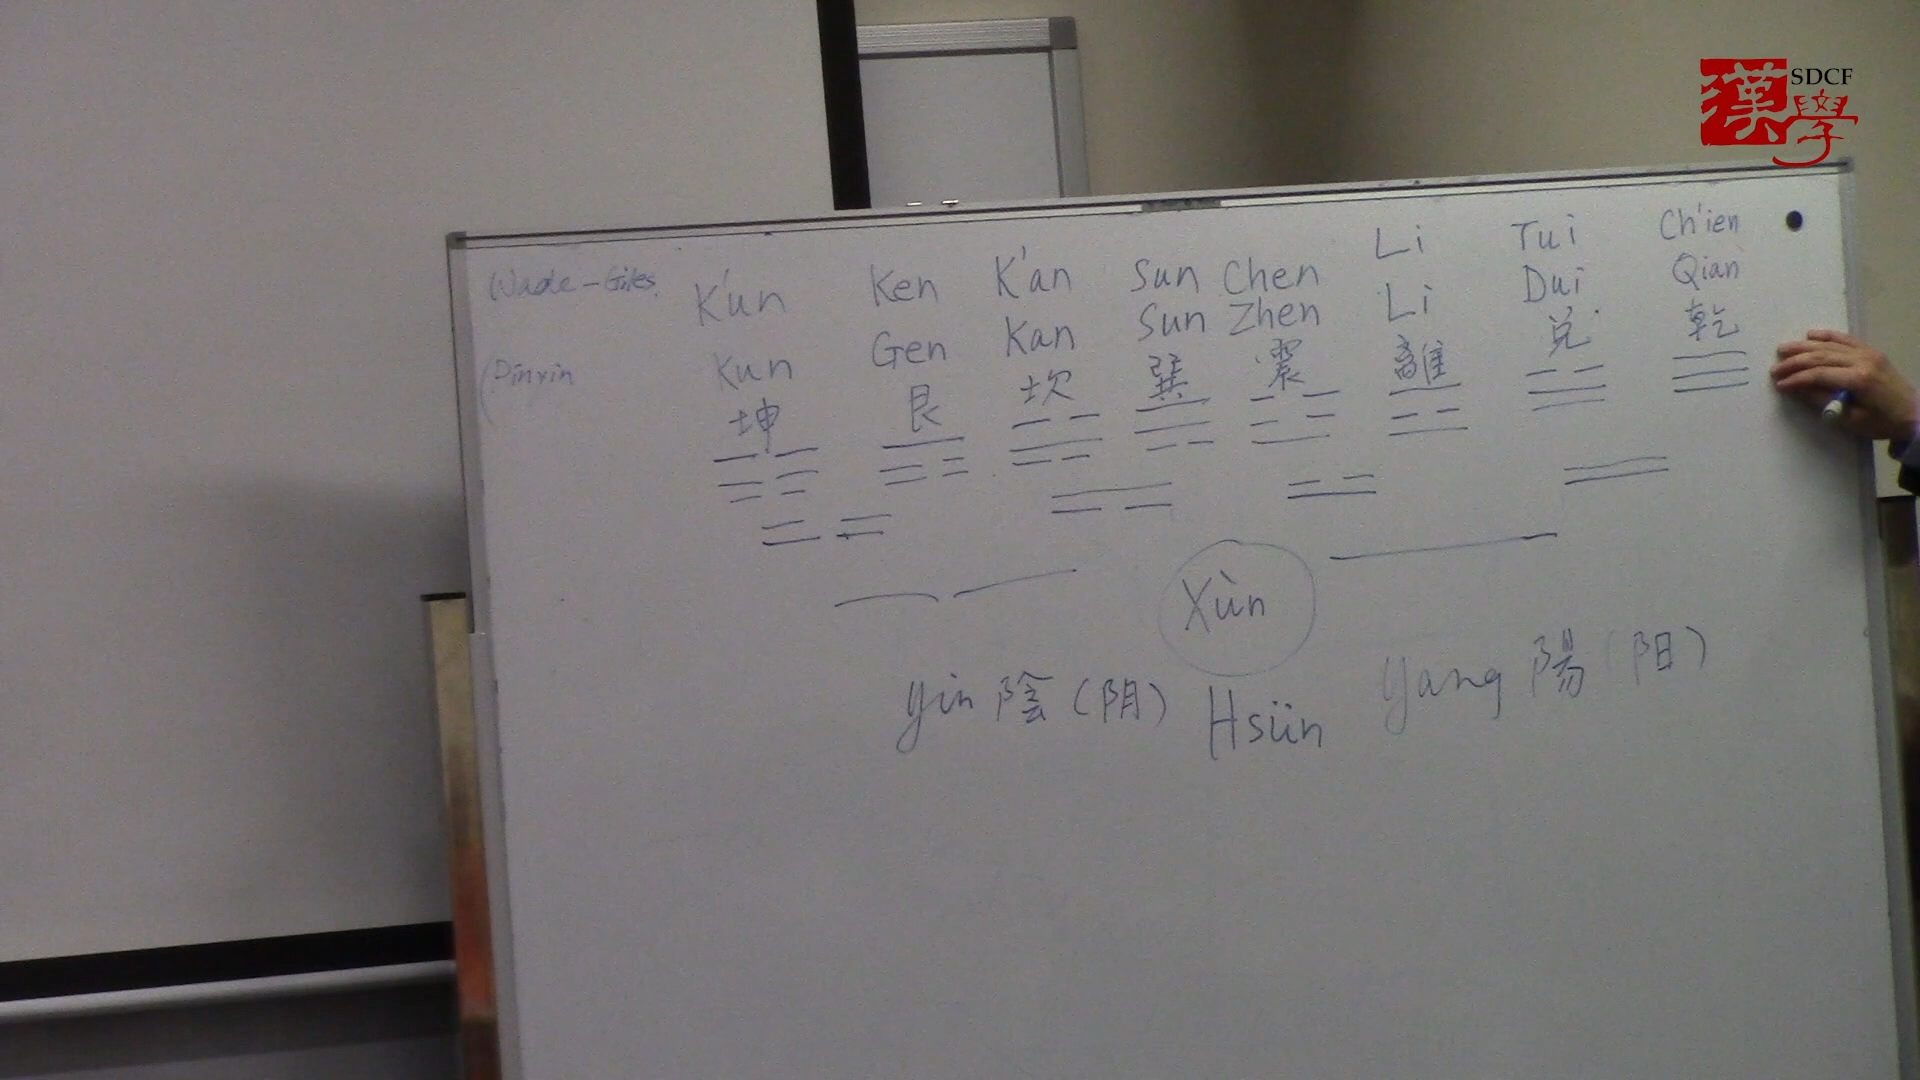 SDCF
漢學
Wade-Giles K'un Ken K'an Sun Chen Li Tui Ch'ien
Pinyin Kun Gen Kan Sun Zhen Li Dui Qian
坤 艮 坎 巽 震 離 兌 乾
Xùn
yin 陰(阴) Hsün yang 陽(阳)